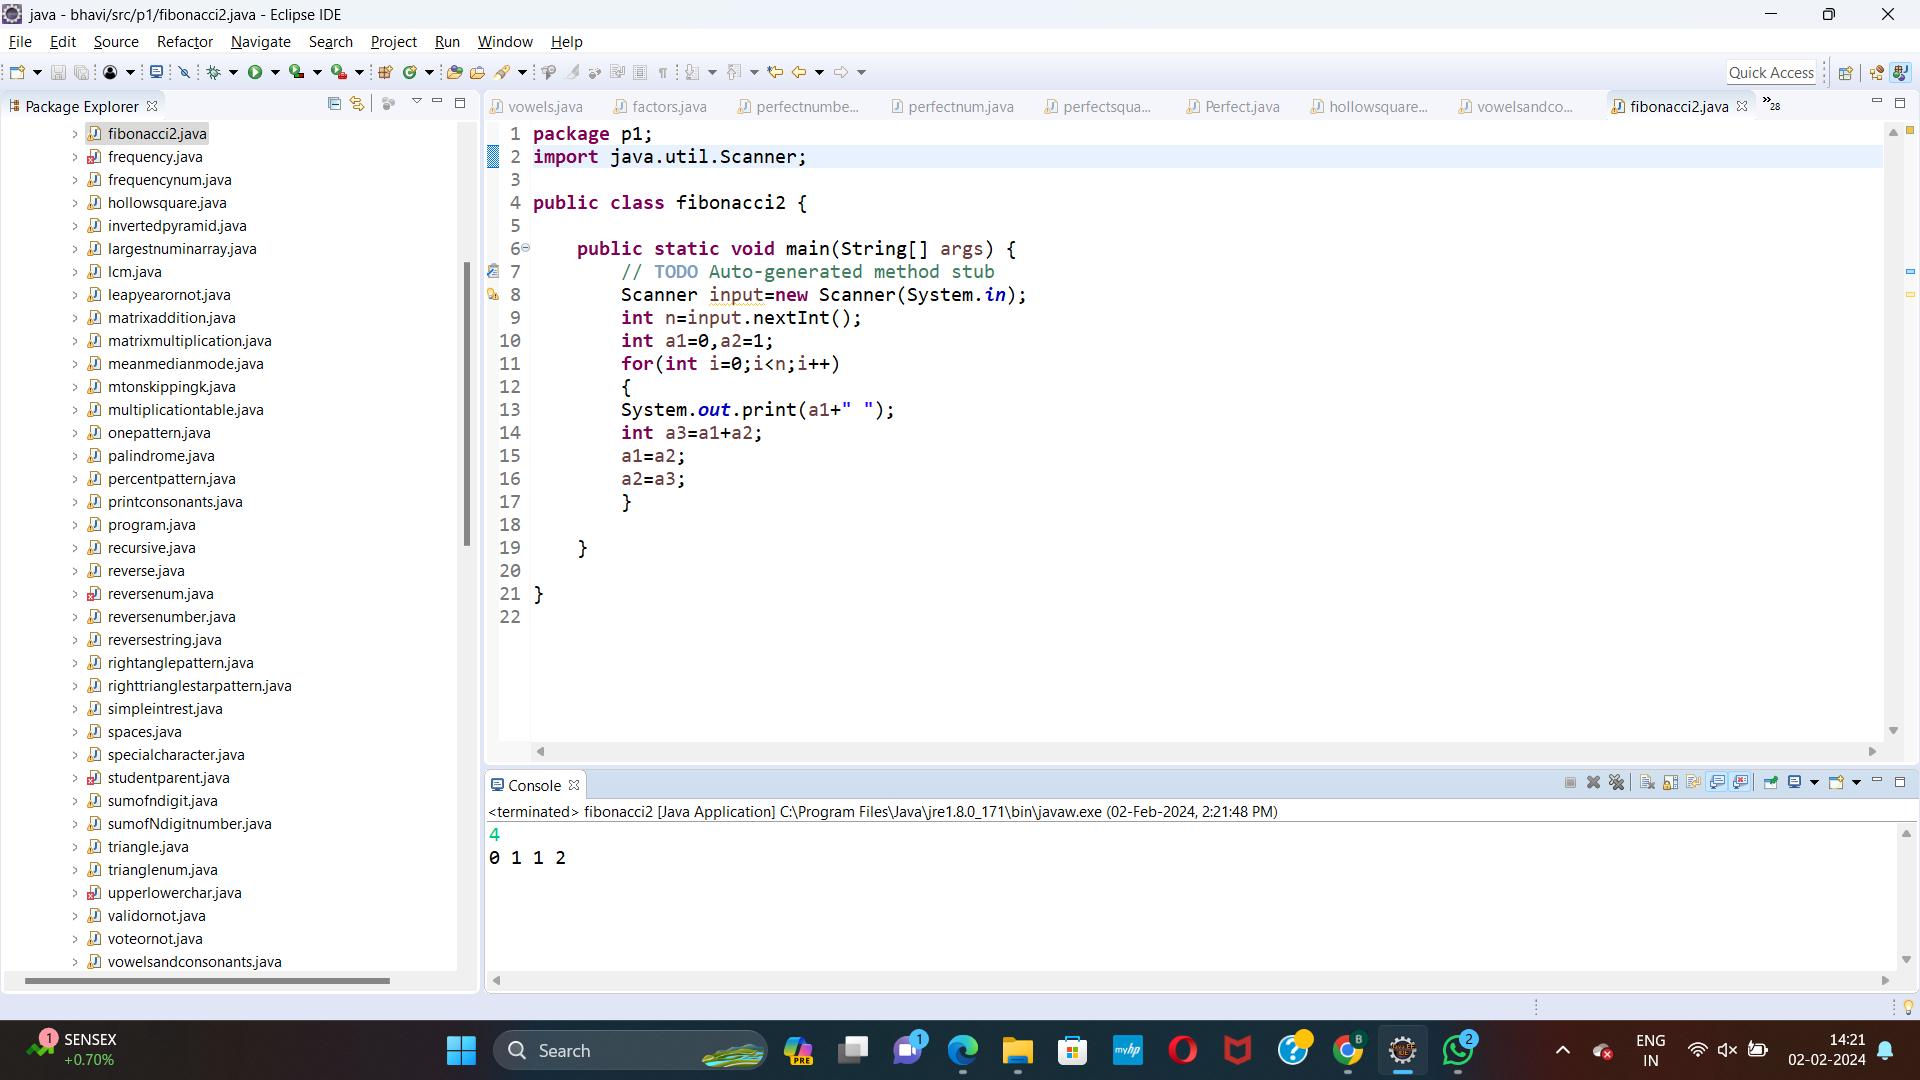 java - bhavi/src/p1/fibonacci2.java - Eclipse IDE
File Edit Source Refactor Navigate Search Project Run Window Help
Quick Access
Package Explorer
vowels.java factors.java perfectnumbe... perfectnum.java perfectsqua... Perfect.java hollowsquare... vowelsandco... fibonacci2.java »28
fibonacci2.java
frequency.java
frequencynum.java
hollowsquare.java
invertedpyramid.java
largestnuminarray.java
lcm.java
leapyearornot.java
matrixaddition.java
matrixmultiplication.java
meanmedianmode.java
mtonskippingk.java
multiplicationtable.java
onepattern.java
palindrome.java
percentpattern.java
printconsonants.java
program.java
recursive.java
reverse.java
reversenum.java
reversenumber.java
reversestring.java
rightanglepattern.java
righttrianglestarpattern.java
simpleintrest.java
spaces.java
specialcharacter.java
studentparent.java
sumofndigit.java
sumofNdigitnumber.java
triangle.java
trianglenum.java
upperlowerchar.java
validornot.java
voteornot.java
vowelsandconsonants.java
1 package p1;
2 import java.util.Scanner;
3
4 public class fibonacci2 {
5
6 public static void main(String[] args) {
7 // TODO Auto-generated method stub
8 Scanner input=new Scanner(System.in);
9 int n=input.nextInt();
10 int a1=0,a2=1;
11 for(int i=0;i<n;i++)
12 {
13 System.out.print(a1+" ");
14 int a3=a1+a2;
15 a1=a2;
16 a2=a3;
17 }
18
19 }
20
21 }
22
Console
<terminated> fibonacci2 [Java Application] C:\Program Files\Java\jre1.8.0_171\bin\javaw.exe (02-Feb-2024, 2:21:48 PM)
4
0 1 1 2
1
SENSEX
+0.70%
Search
PRE
1
myhp
B
2
ENG
IN
14:21
02-02-2024